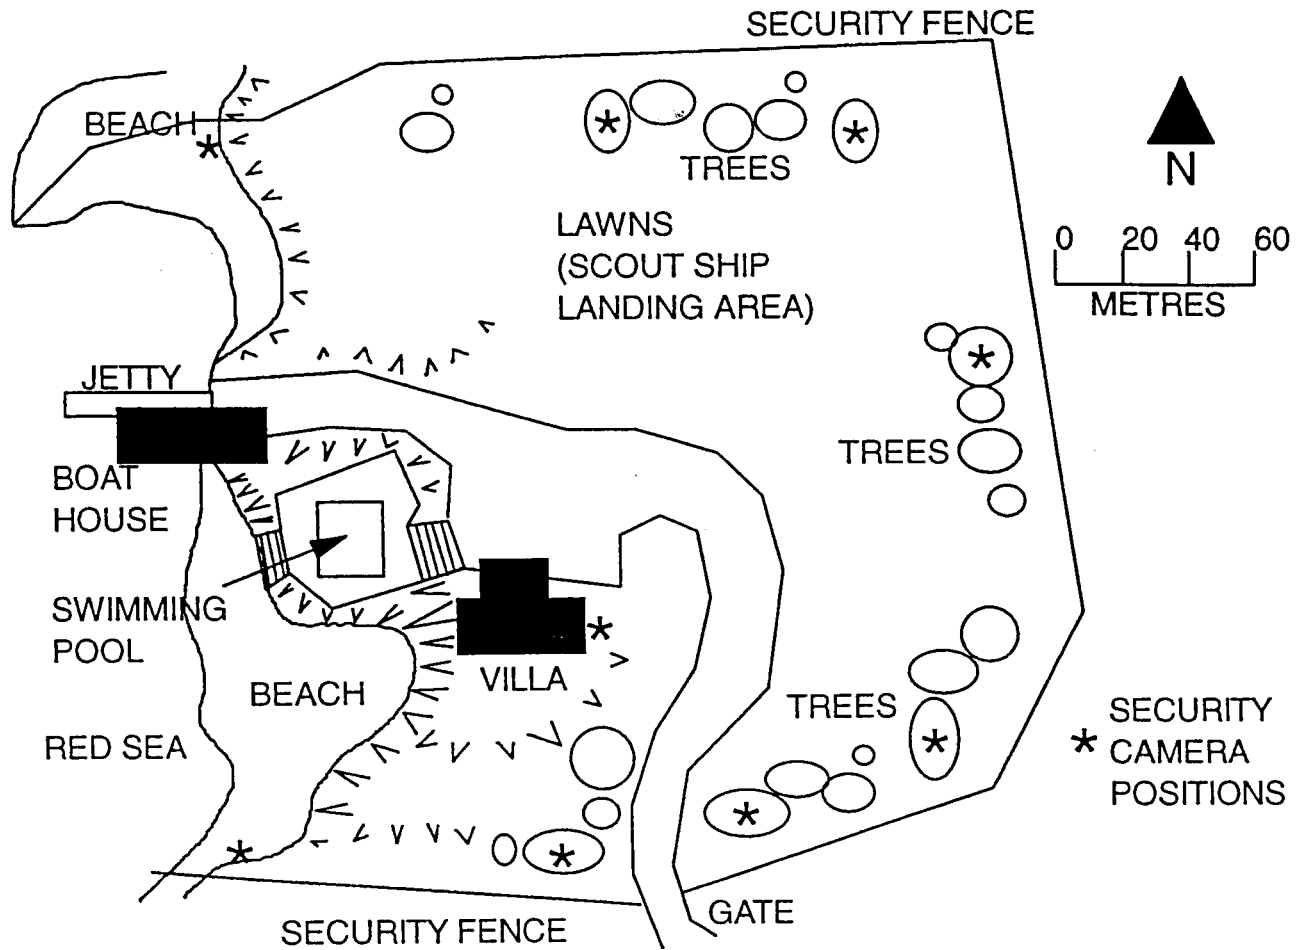 SECURITY FENCE
BEACH
*
*
*
TREES
N
LAWNS
(SCOUT SHIP
LANDING AREA)
0 20 40 60
METRES
*
JETTY
TREES
BOAT
HOUSE
SWIMMING
POOL
*
VILLA
BEACH
TREES
RED SEA
*
* SECURITY
CAMERA
POSITIONS
*
*
*
GATE
SECURITY FENCE